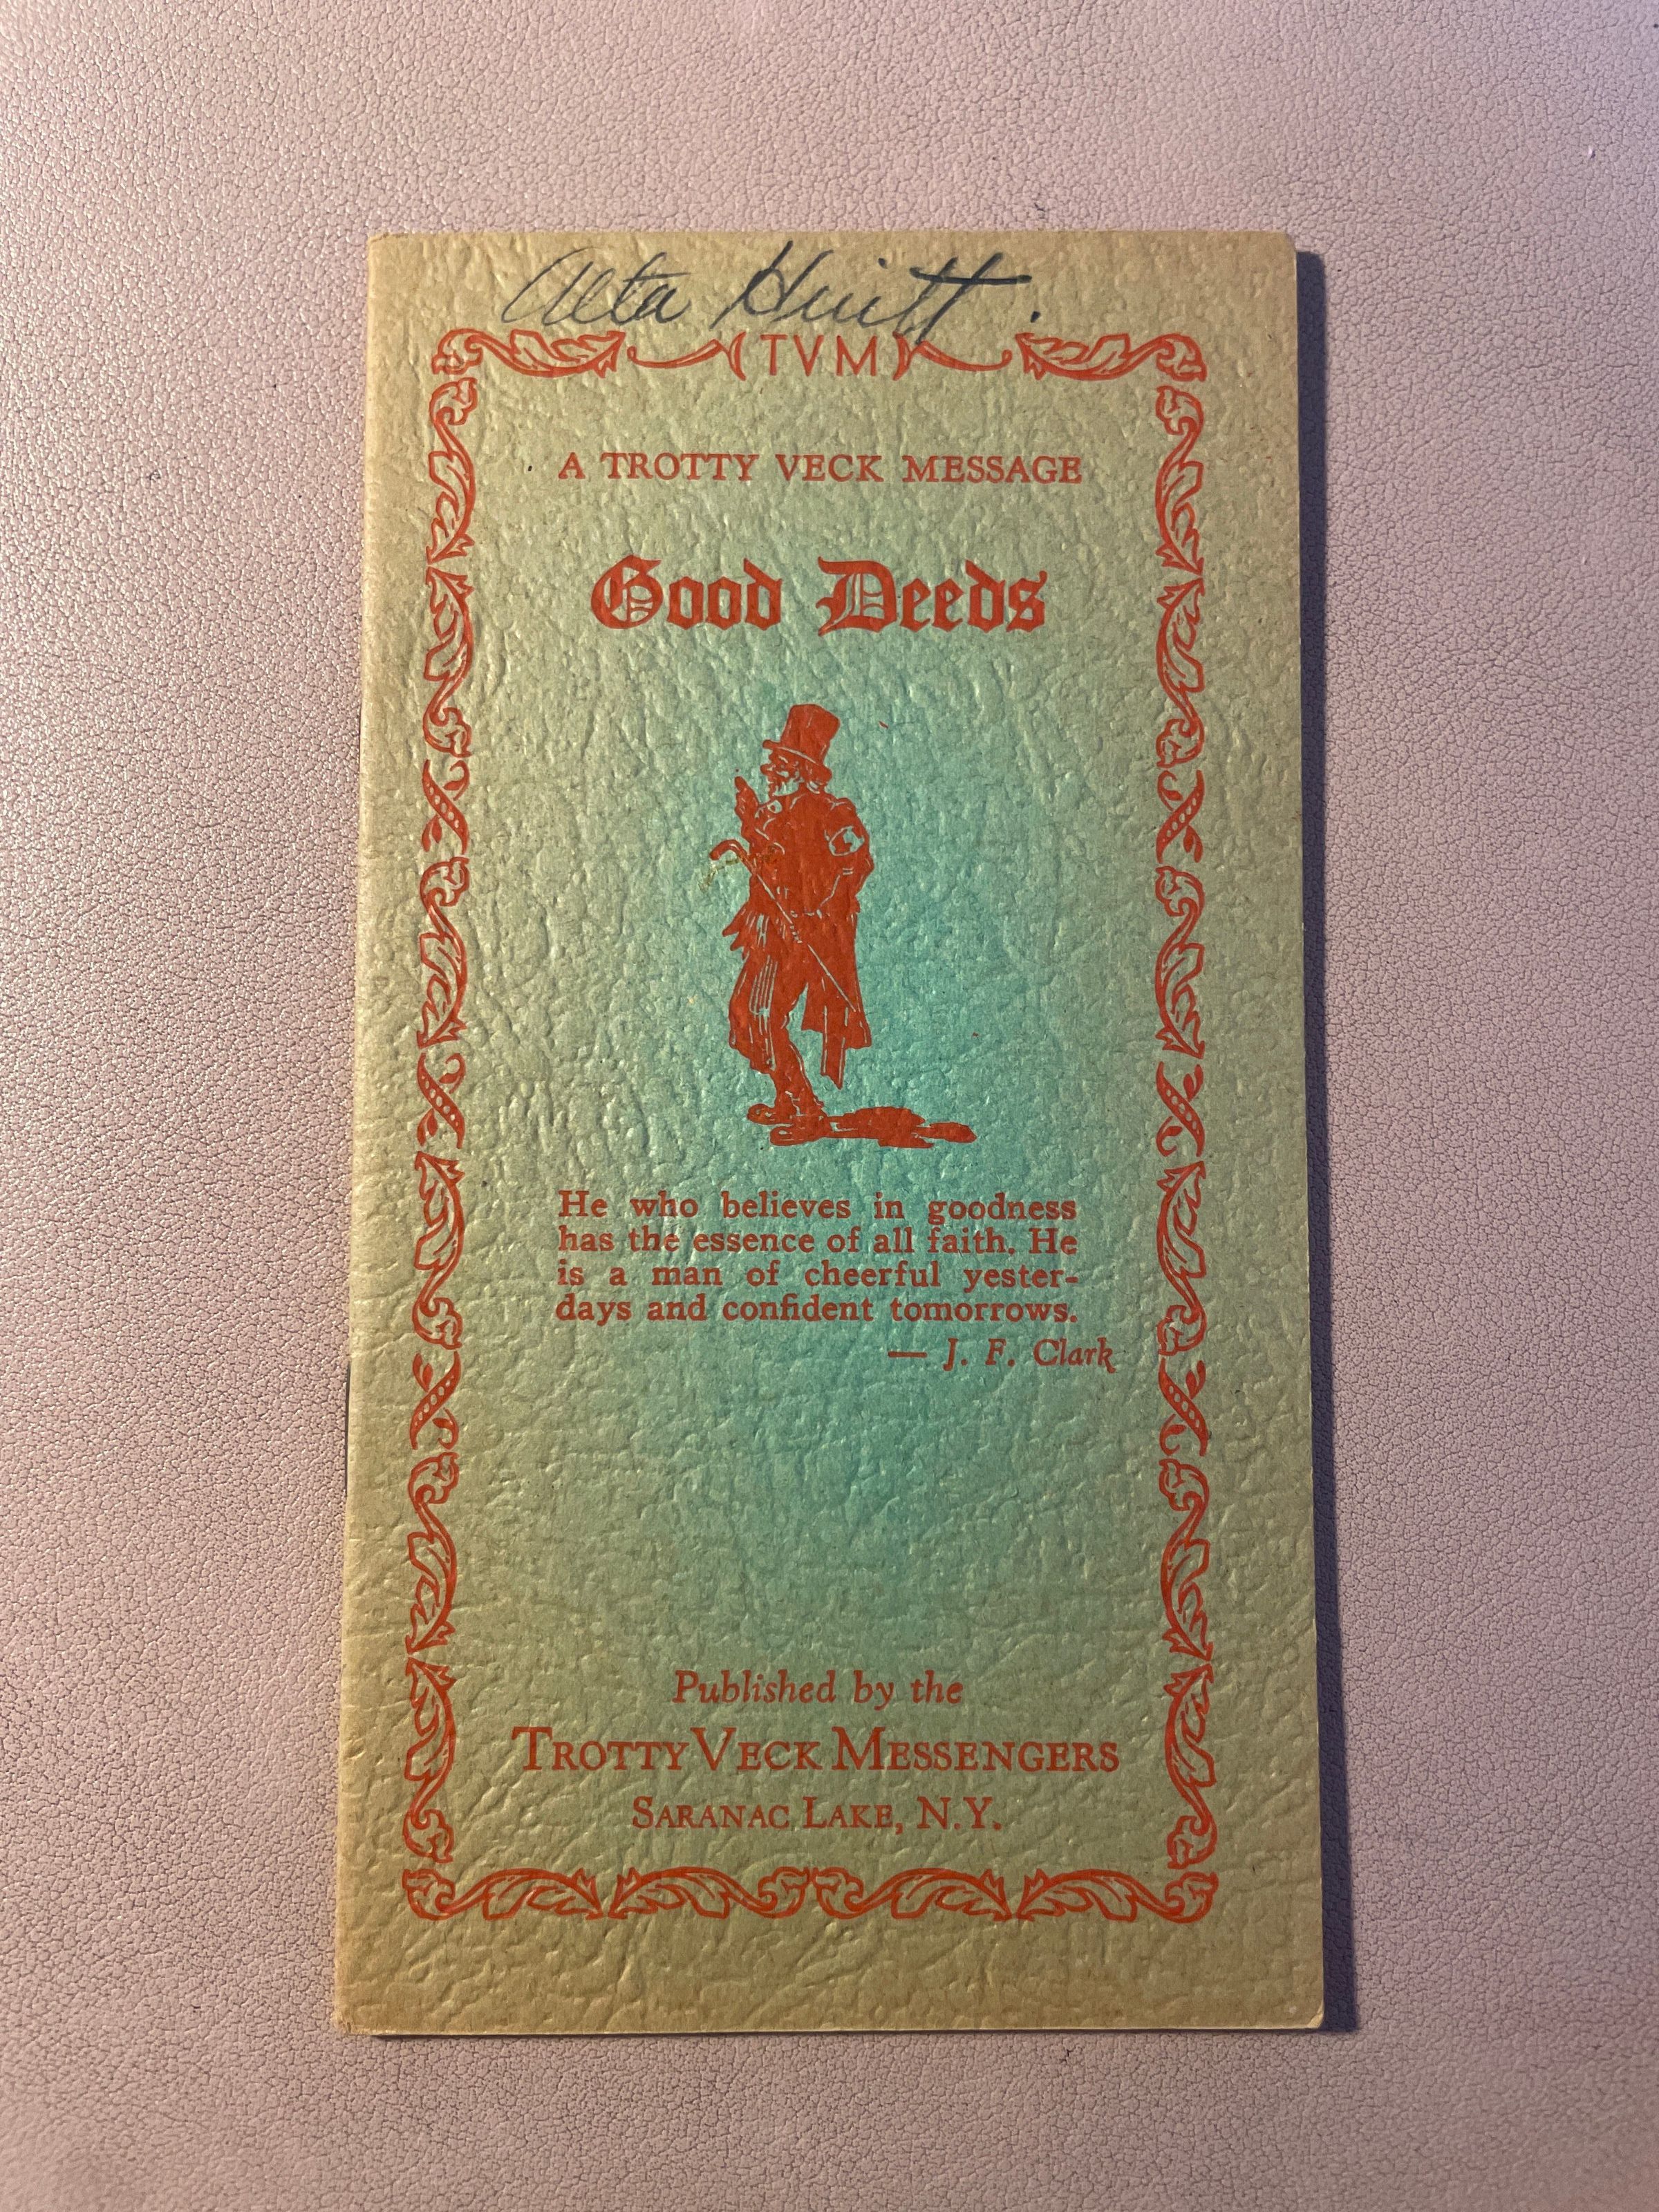 Alta Huitt.
(TVM)
A TROTTY VECK MESSAGE
Good Deeds
He who believes in goodness
has the essence of all faith. He
is a man of cheerful yester-
days and confident tomorrows.
— J. F. Clark
Published by the
TROTTY VECK MESSENGERS
SARANAC LAKE, N.Y.